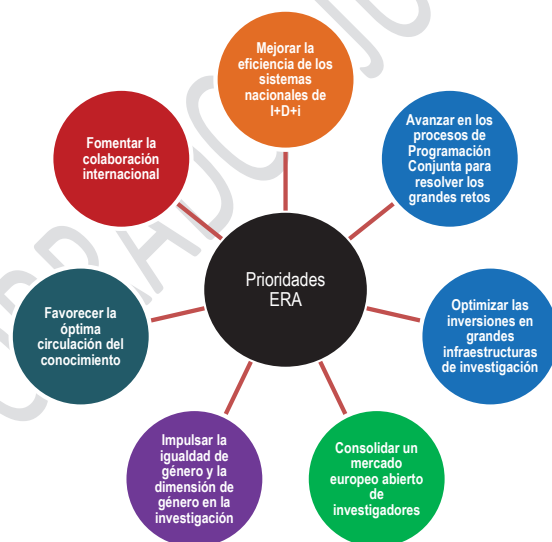 Mejorar la
eficiencia de los
sistemas
nacionales de
I+D+i
Avanzar en los
procesos de
Programación
Conjunta para
resolver los
grandes retos
Optimizar las
inversiones en
grandes
infraestructuras
de investigación
Consolidar un
mercado
europeo abierto
de
investigadores
Impulsar la
igualdad de
género y la
dimensión de
género en la
investigación
Favorecer la
óptima
circulación del
conocimiento
Fomentar la
colaboración
internacional
Prioridades
ERA